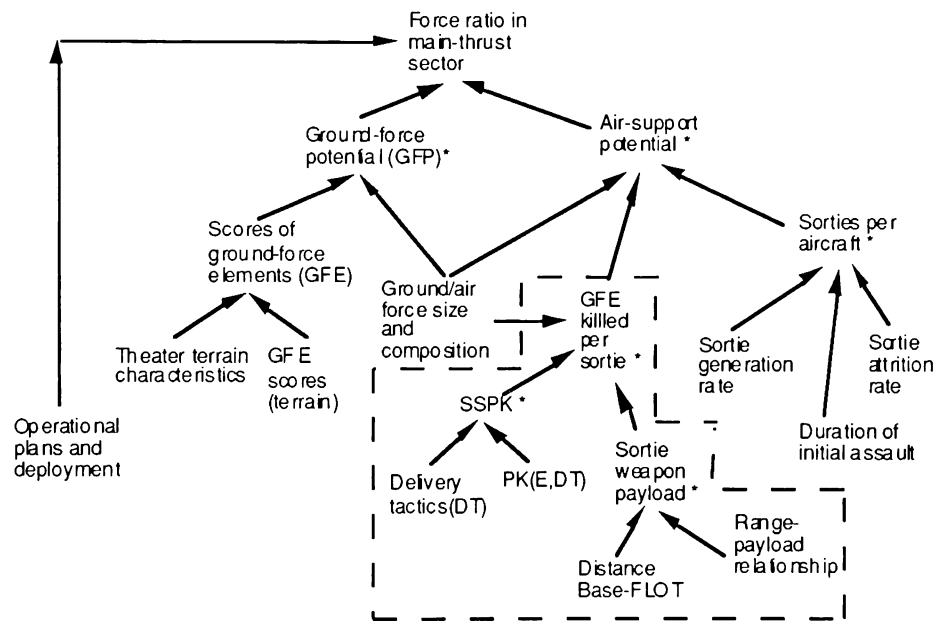 Force ratio in
main-thrust
sector
Ground-force
potential (GFP)*
Air-support
potential *
Scores of
ground-force
elements (GFE)
Sorties per
aircraft *
Ground/air
force size
and
composition
GFE
killled
per
sortie *
Theater terrain
characteristics
GFE
scores
(terrain)
Sortie
generation
rate
Sortie
attrition
rate
SSPK *
Operational
plans and
deployment
Duration of
initial assault
Delivery
tactics(DT)
PK(E,DT)
Sortie
weapon
payload *
Distance
Base-FLOT
Range-
payload
relationship